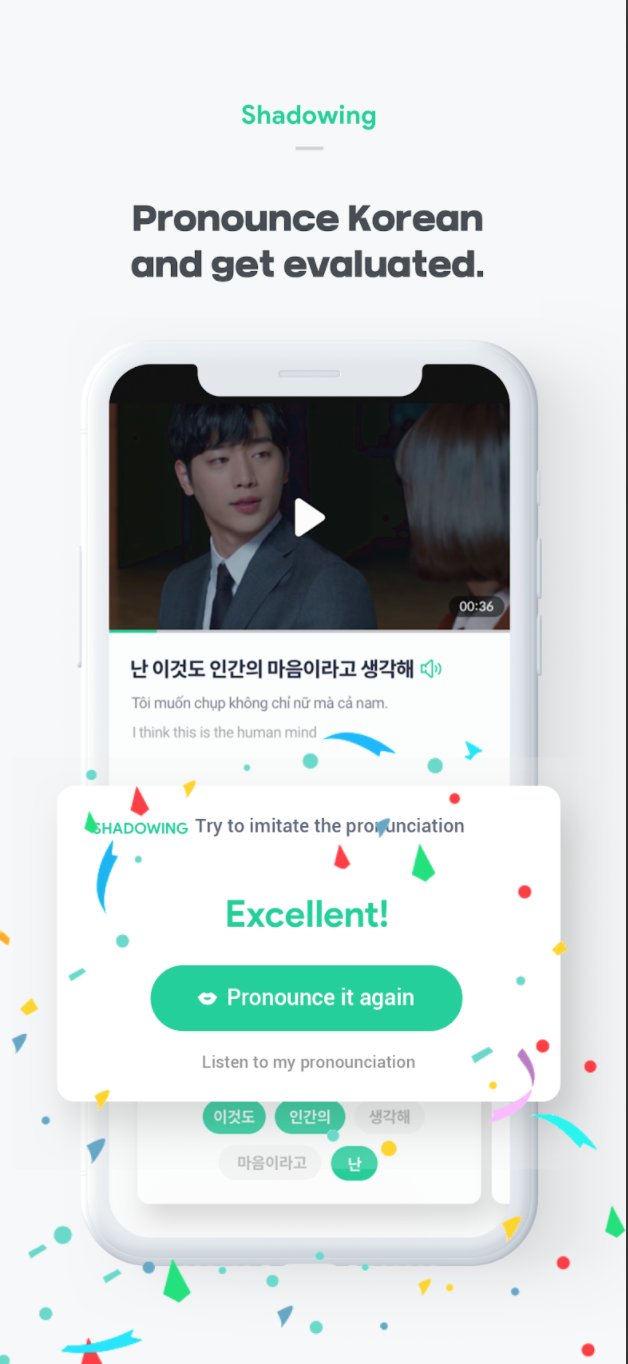 Shadowing
Pronounce Korean
and get evaluated.
00:36
난 이것도 인간의 마음이라고 생각해
Tôi muốn chụp không chỉ nữ mà cả nam.
I think this is the human mind
SHADOWING Try to imitate the pronunciation
Excellent!
Pronounce it again
Listen to my pronounciation
이것도 인간의 생각해
마음이라고 난